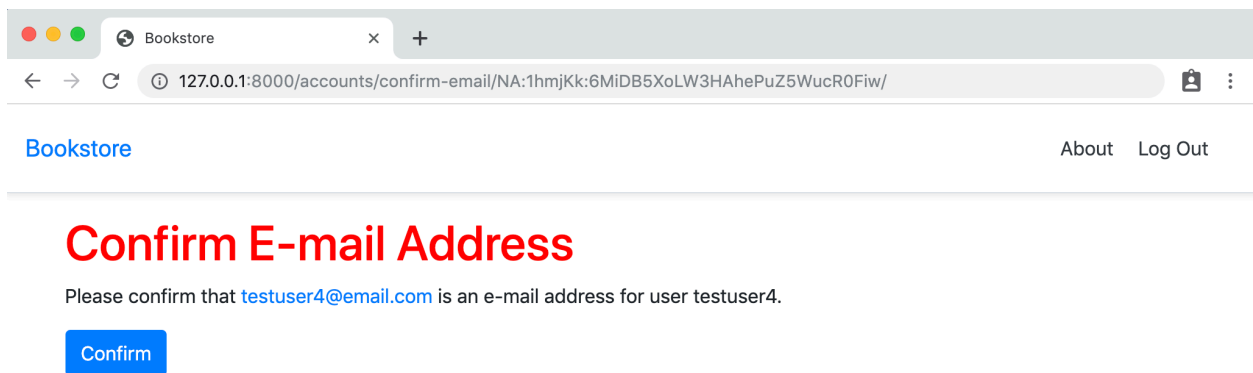 Bookstore
127.0.0.1:8000/accounts/confirm-email/NA:1hmjKk:6MiDB5XoLW3HAhePuZ5WucR0Fiw/
Bookstore About Log Out
Confirm E-mail Address
Please confirm that testuser4@email.com is an e-mail address for user testuser4.
Confirm